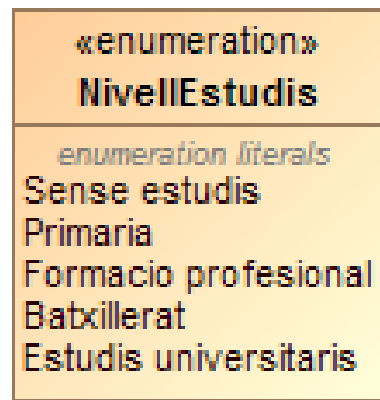 «enumeration»
NivellEstudis
enumeration literals
Sense estudis
Primaria
Formacio profesional
Batxillerat
Estudis universitaris